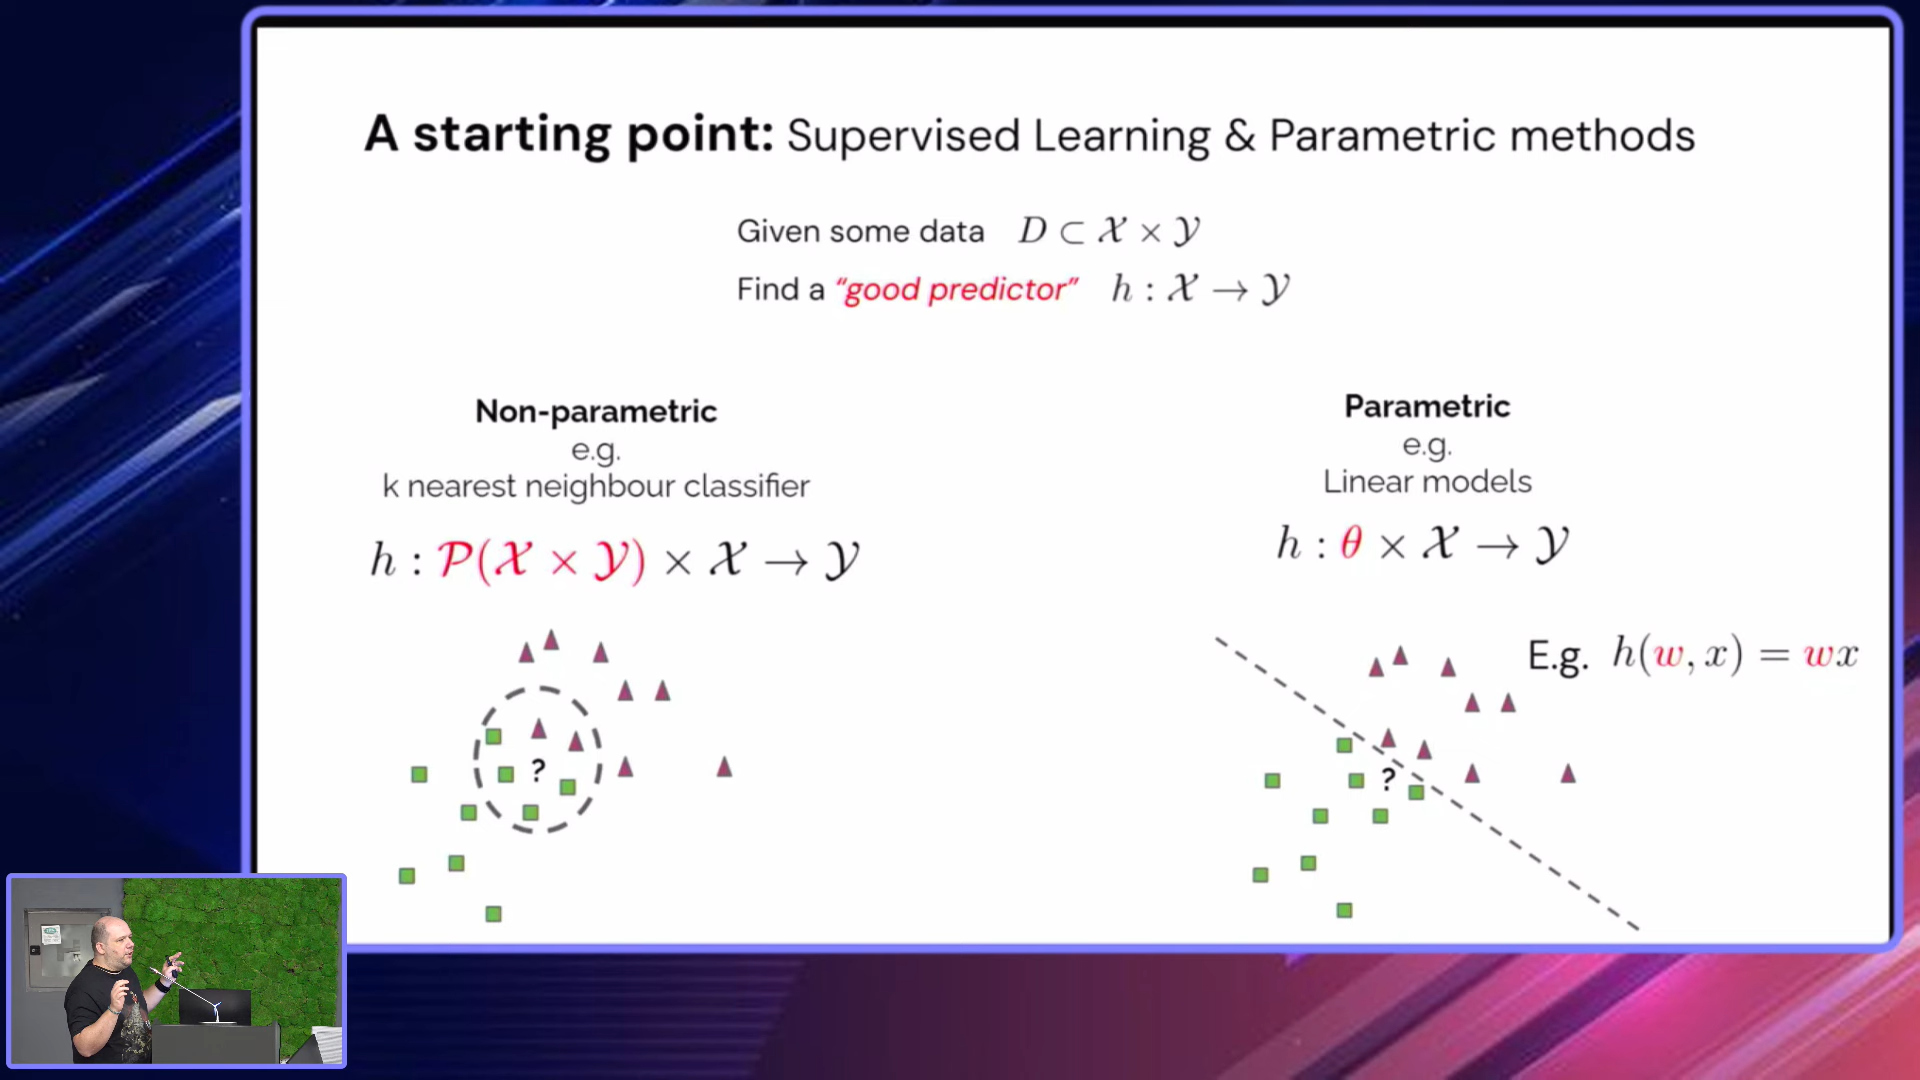 A starting point: Supervised Learning & Parametric methods
Given some data D ⊂ 𝒳 × 𝒴
Find a "good predictor" h : 𝒳 → 𝒴
Non-parametric
e.g.
k nearest neighbour classifier
h : 𝒫(𝒳 × 𝒴) × 𝒳 → 𝒴
?
Parametric
e.g.
Linear models
h : θ × 𝒳 → 𝒴
E.g. h(w, x) = wx
?